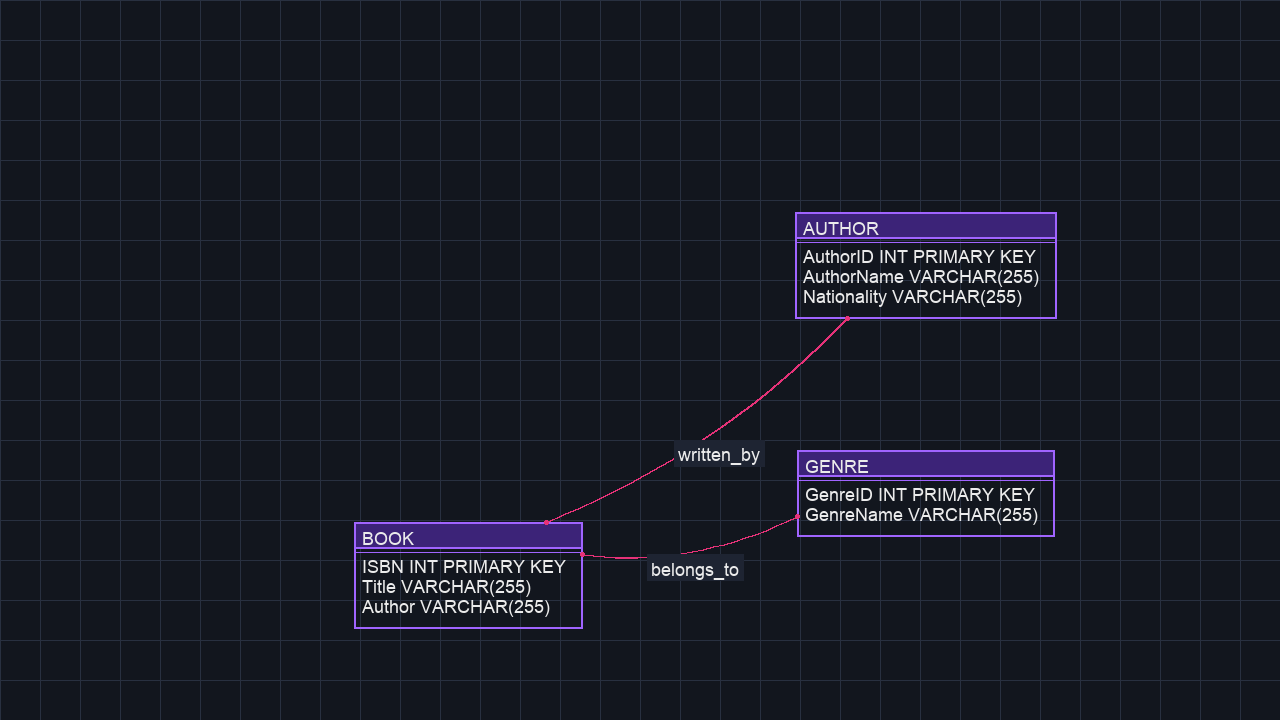 AUTHOR
AuthorID INT PRIMARY KEY
AuthorName VARCHAR(255)
Nationality VARCHAR(255)
written_by
GENRE
GenreID INT PRIMARY KEY
GenreName VARCHAR(255)
BOOK
ISBN INT PRIMARY KEY
Title VARCHAR(255)
Author VARCHAR(255)
belongs_to